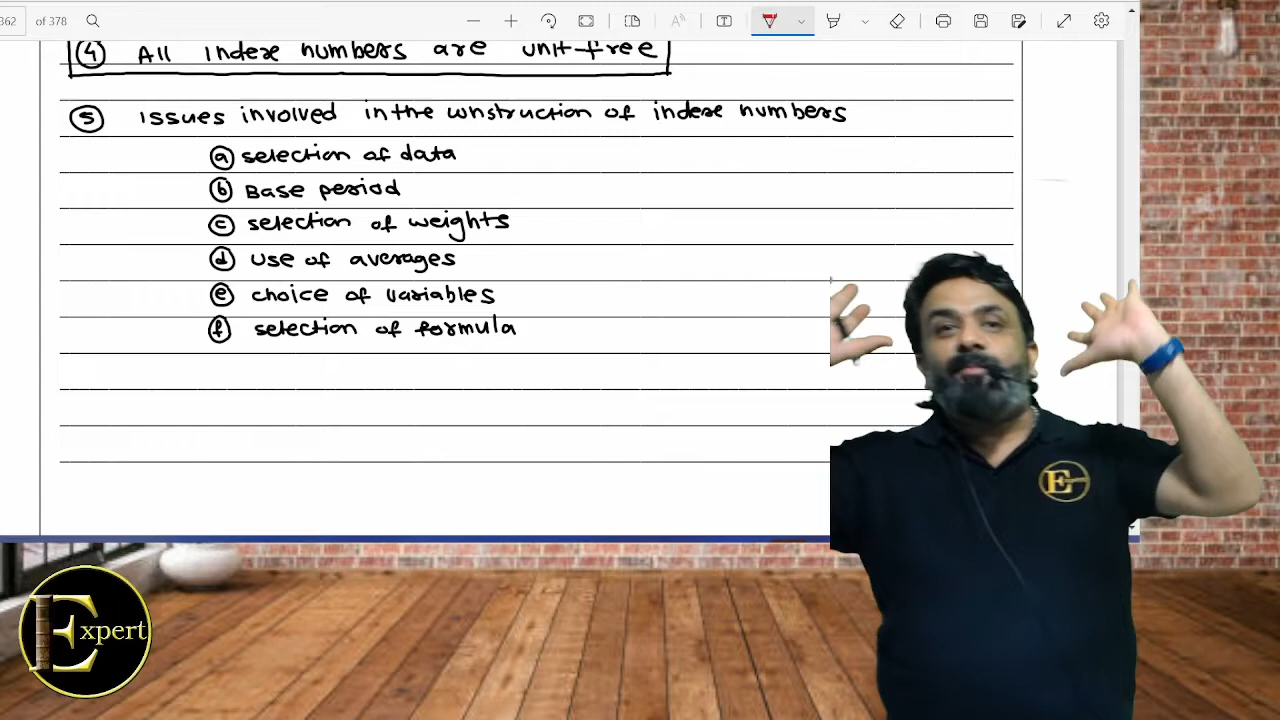 362 of 378
④ All Index numbers are unit-free
⑤ Issues involved in the construction of index numbers
ⓐ selection of data
ⓑ Base period
ⓒ selection of weights
ⓓ use of averages
ⓔ choice of variables
ⓕ selection of formula
E
Expert